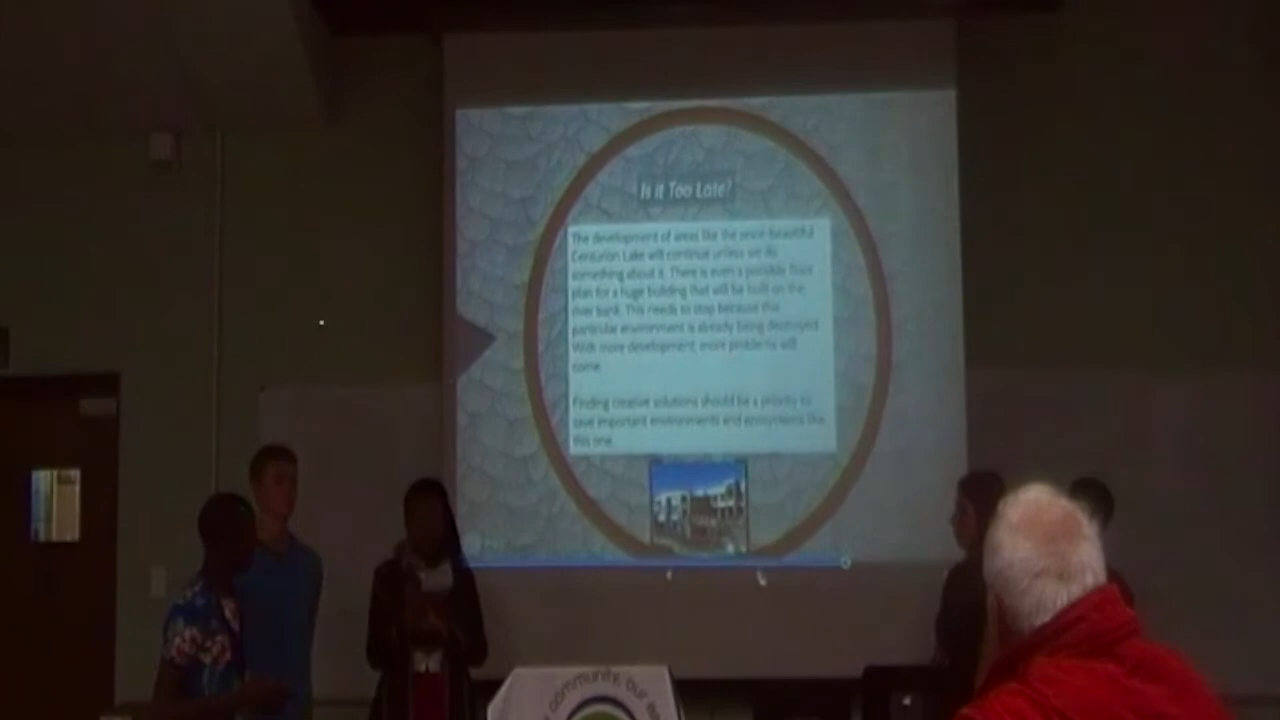 Is it Too Late?
The development of areas like the once-beautiful
Centurion Lake will continue unless we do
something about it. There is even a possible floor
plan for a huge building that will be built on the
river bank. This needs to stop because this
particular environment is already being destroyed.
With more development, more problems will
come.
Finding creative solutions should be a priority to
save important environments and ecosystems like
this one.
community, our